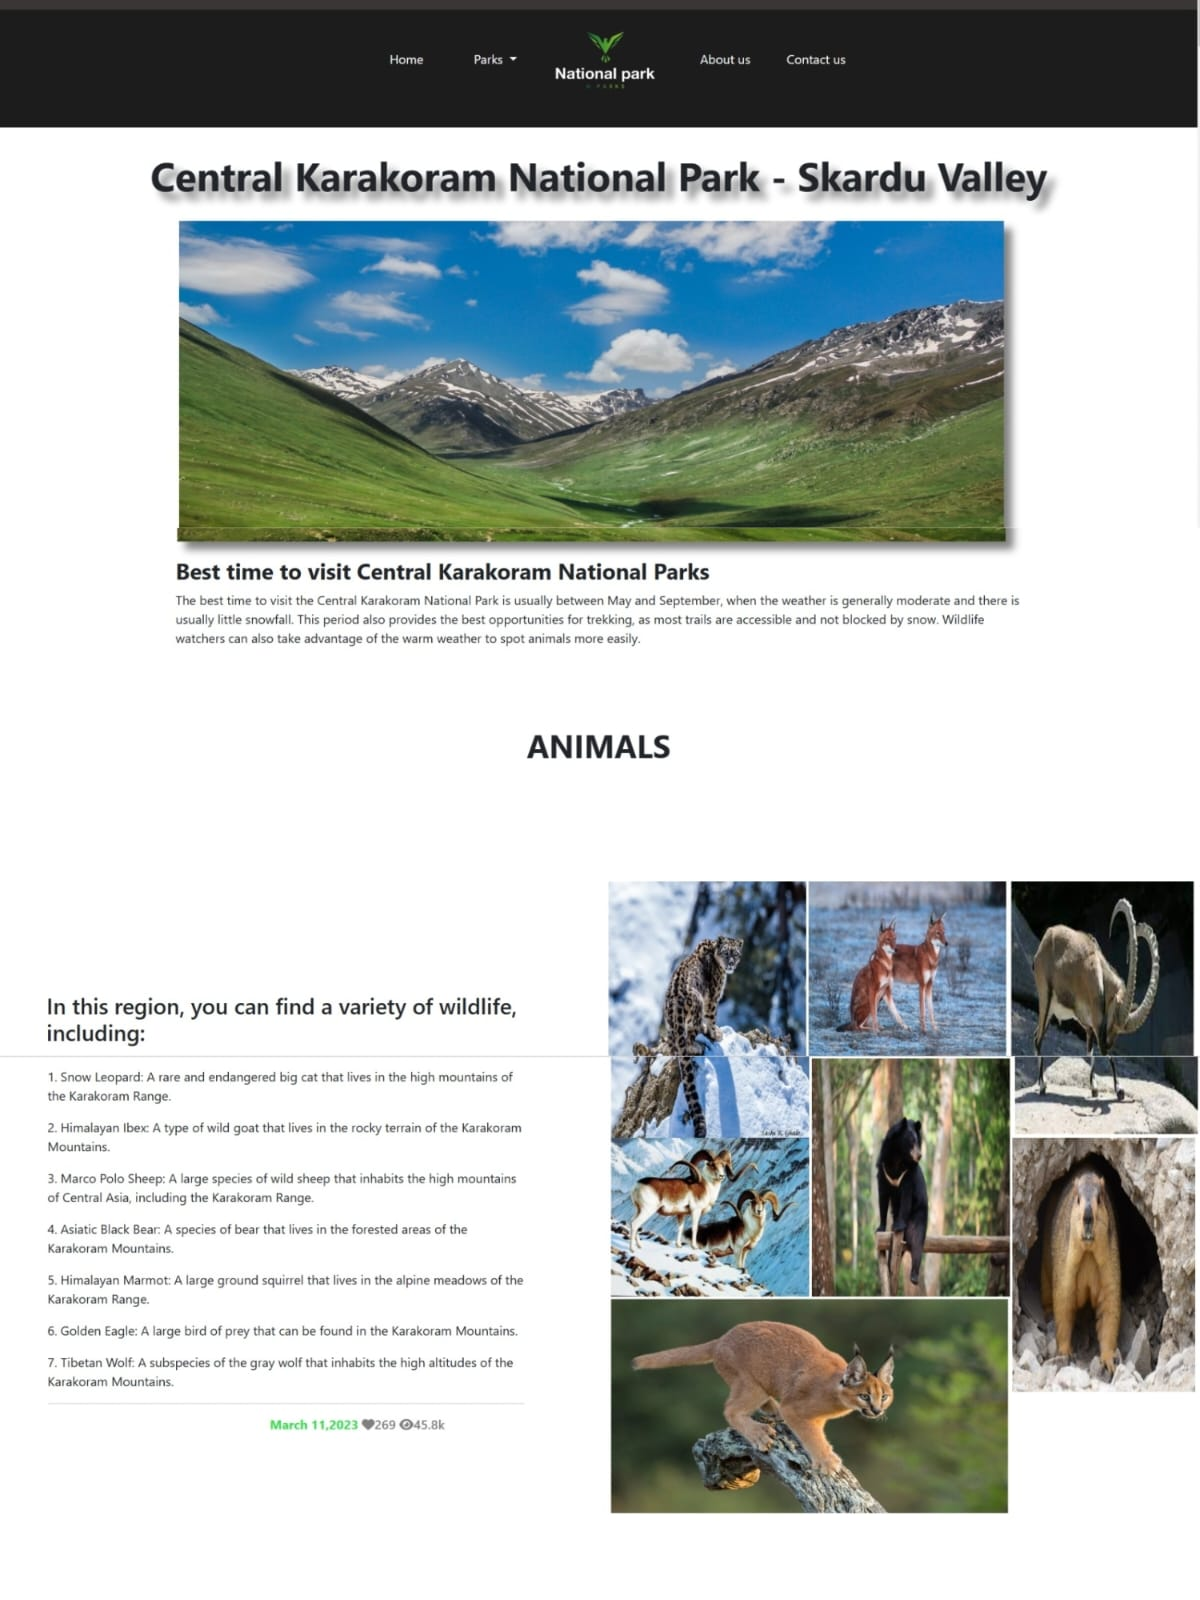 Home
Parks
National park
PARKS
About us
Contact us
Central Karakoram National Park - Skardu Valley
Best time to visit Central Karakoram National Parks
The best time to visit the Central Karakoram National Park is usually between May and September, when the weather is generally moderate and there is
usually little snowfall. This period also provides the best opportunities for trekking, as most trails are accessible and not blocked by snow. Wildlife
watchers can also take advantage of the warm weather to spot animals more easily.
ANIMALS
In this region, you can find a variety of wildlife,
including:
1. Snow Leopard: A rare and endangered big cat that lives in the high mountains of
the Karakoram Range.
2. Himalayan Ibex: A type of wild goat that lives in the rocky terrain of the Karakoram
Mountains.
3. Marco Polo Sheep: A large species of wild sheep that inhabits the high mountains
of Central Asia, including the Karakoram Range.
4. Asiatic Black Bear: A species of bear that lives in the forested areas of the
Karakoram Mountains.
5. Himalayan Marmot: A large ground squirrel that lives in the alpine meadows of the
Karakoram Range.
6. Golden Eagle: A large bird of prey that can be found in the Karakoram Mountains.
7. Tibetan Wolf: A subspecies of the gray wolf that inhabits the high altitudes of the
Karakoram Mountains.
March 11,2023 269 45.8k